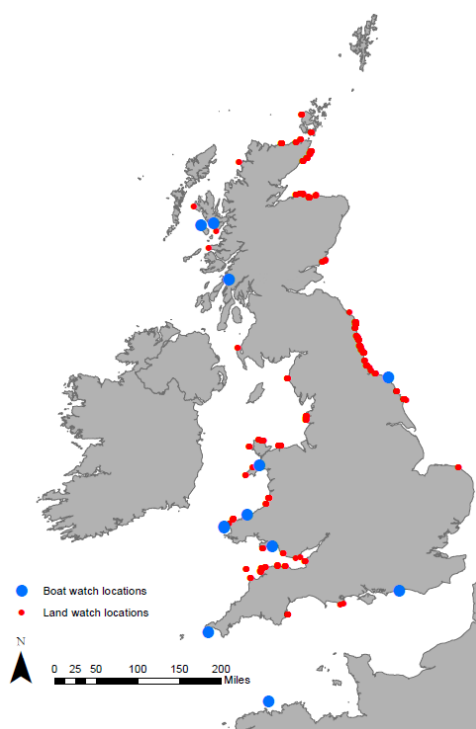 Boat watch locations
Land watch locations
N
0 25 50 100 150 200
Miles